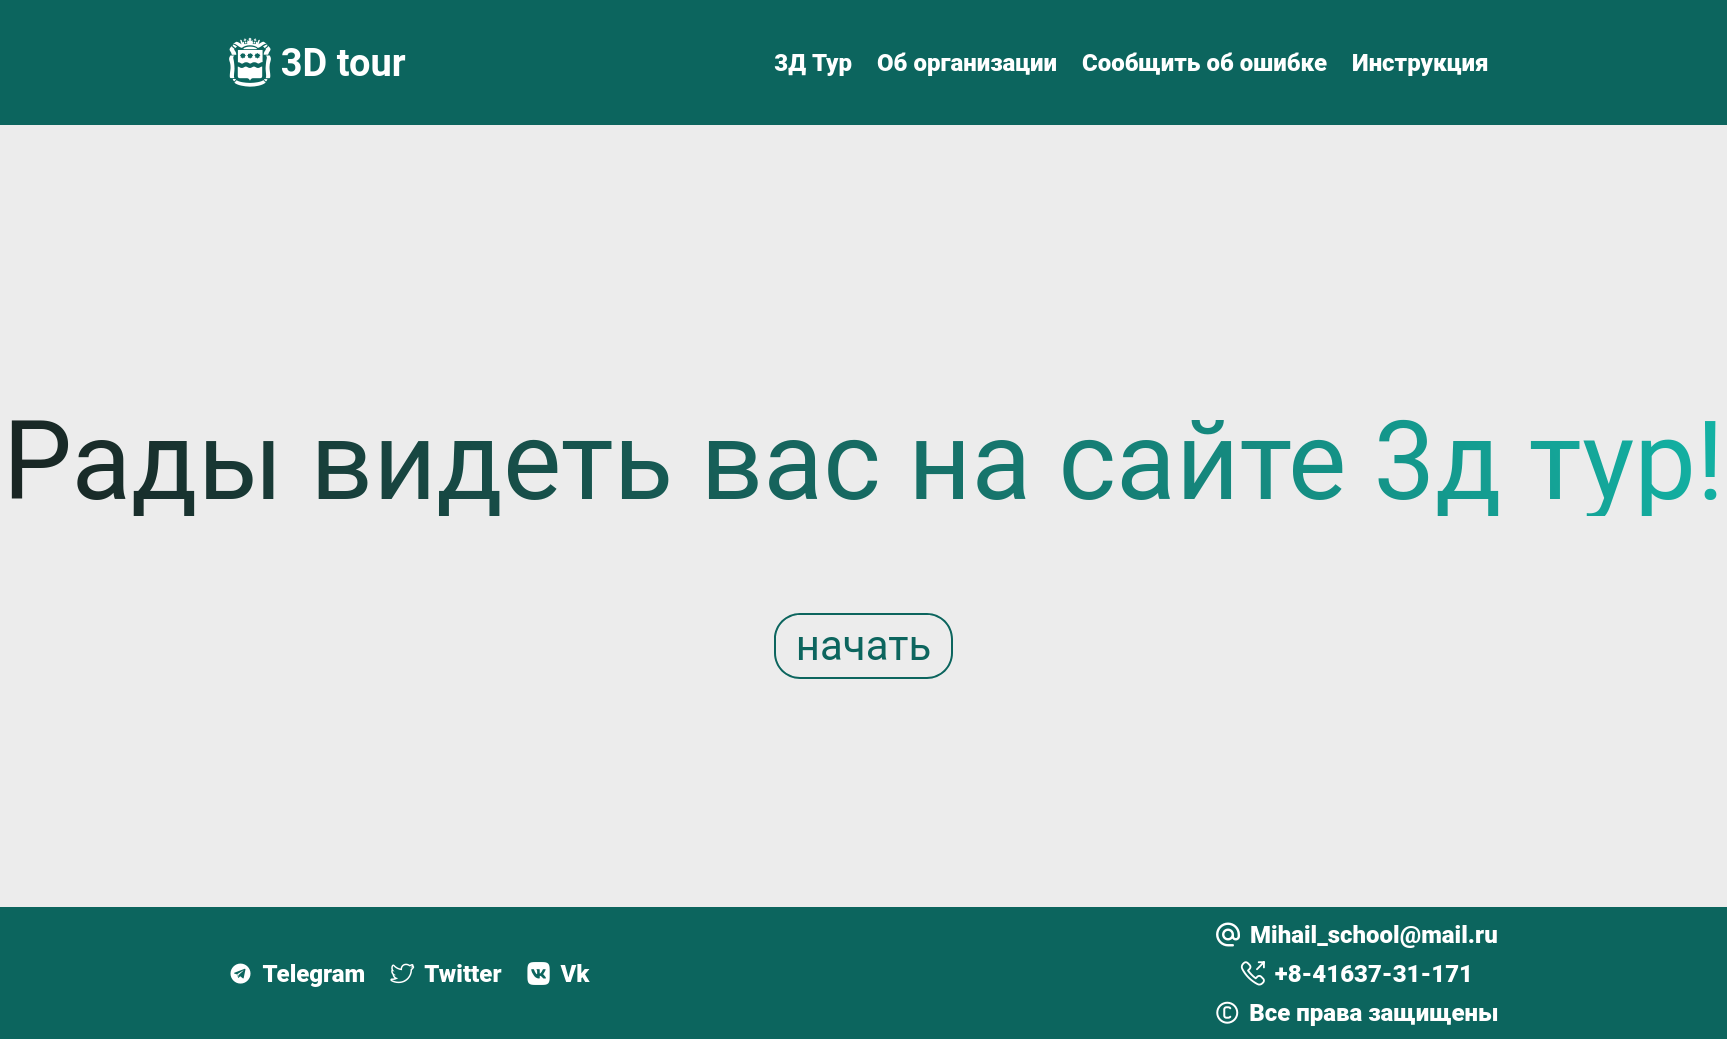 3D tour
3Д Тур
Об организации
Сообщить об ошибке
Инструкция
Рады видеть вас на сайте 3д тур!
начать
Telegram
Twitter
Vk
Mihail_school@mail.ru
+8-41637-31-171
© Все права защищены